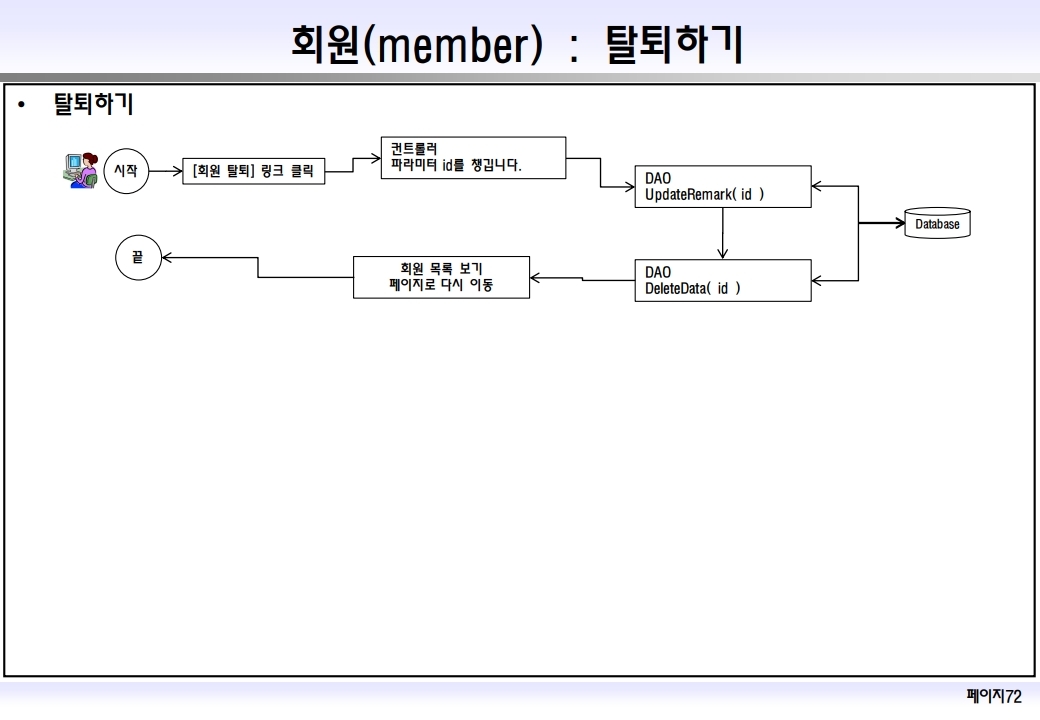 회원(member) : 탈퇴하기
• 탈퇴하기
시작
[회원 탈퇴] 링크 클릭
컨트롤러
파라미터 id를 챙깁니다.
DAO
UpdateRemark( id )
Database
끝
회원 목록 보기
페이지로 다시 이동
DAO
DeleteData( id )
페이지72